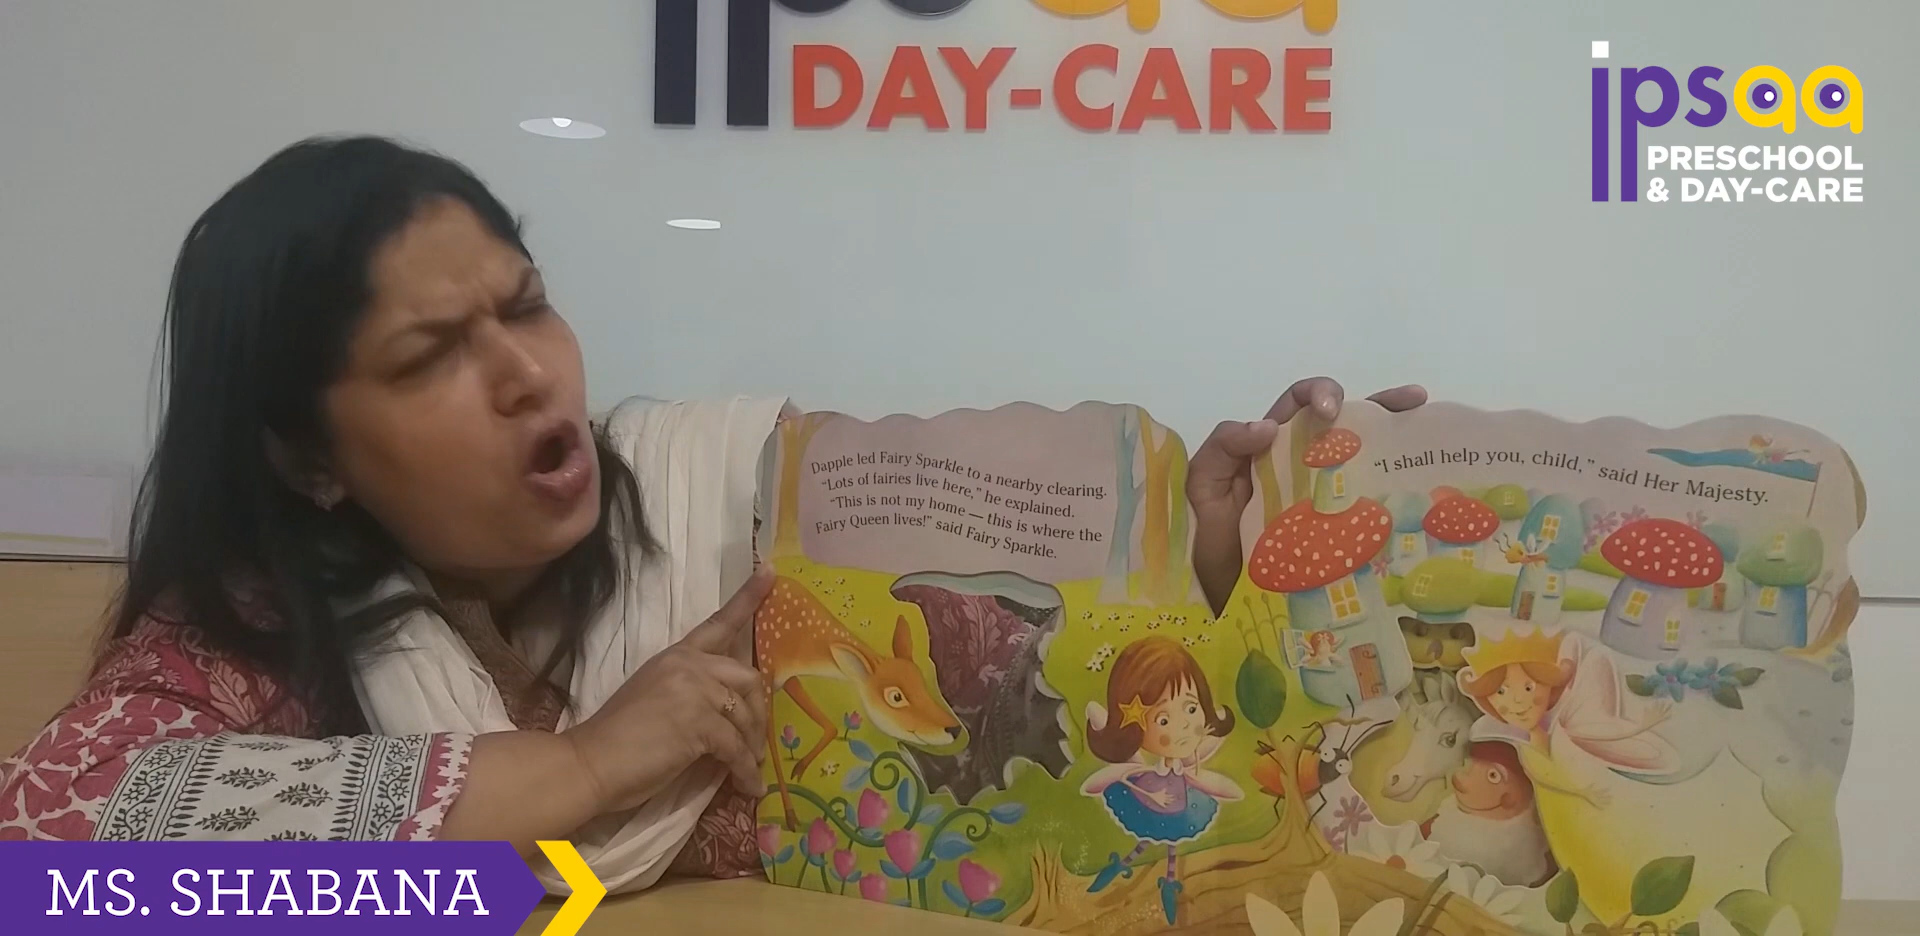 ipsaa
DAY-CARE
ipsaa
PRESCHOOL
& DAY-CARE
Dapple led Fairy Sparkle to a nearby clearing.
“Lots of fairies live here,” he explained.
“This is not my home — this is where the
Fairy Queen lives!” said Fairy Sparkle.
“I shall help you, child,” said Her Majesty.
MS. SHABANA